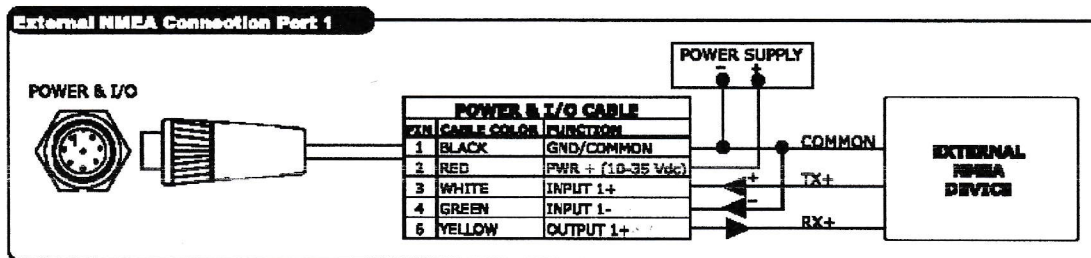 External NMEA Connection Port 1
POWER SUPPLY
- +
POWER & I/O
POWER & I/O CABLE
PIN CABLE COLOR FUNCTION
1 BLACK GND/COMMON
2 RED PWR + (10-35 Vdc)
3 WHITE INPUT 1+
4 GREEN INPUT 1-
5 YELLOW OUTPUT 1+
COMMON
+ TX+
-
RX+
EXTERNAL
NMEA
DEVICE